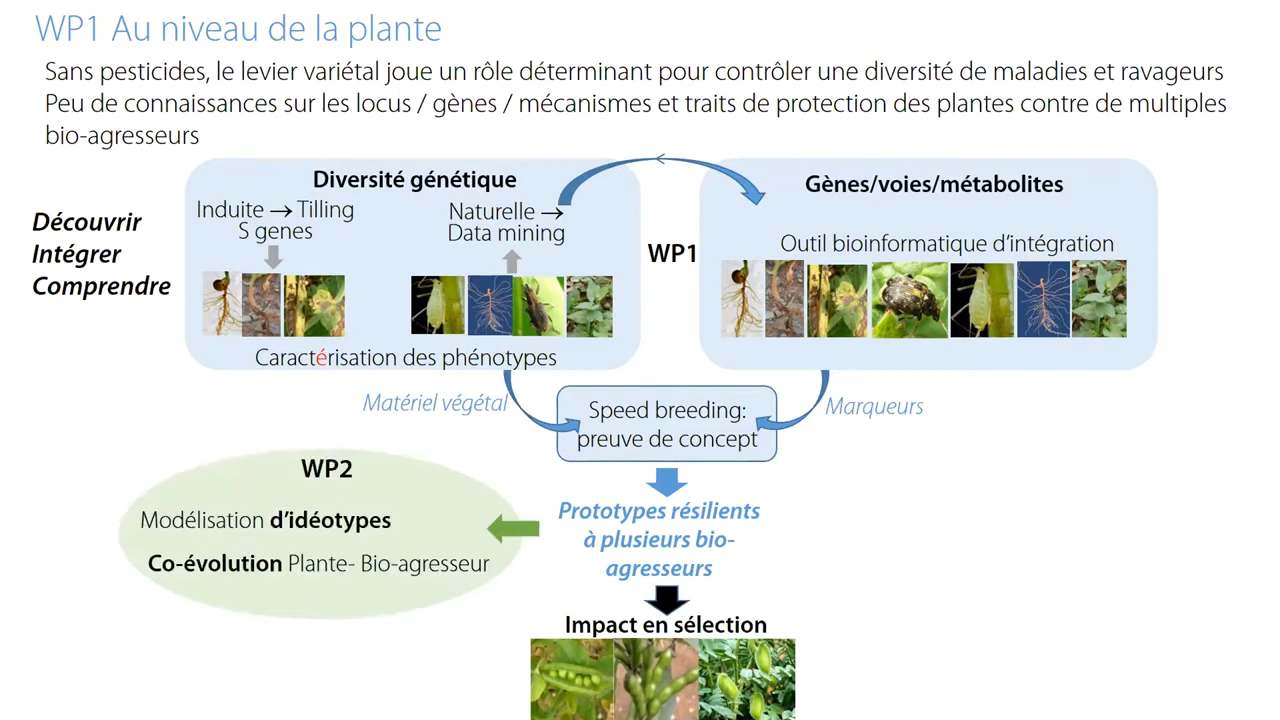 WP1 Au niveau de la plante
Sans pesticides, le levier variétal joue un rôle déterminant pour contrôler une diversité de maladies et ravageurs
Peu de connaissances sur les locus / gènes / mécanismes et traits de protection des plantes contre de multiples
bio-agresseurs
Découvrir
Intégrer
Comprendre
Diversité génétique
Induite → Tilling
S genes
Naturelle →
Data mining
Caractérisation des phénotypes
WP1
Gènes/voies/métabolites
Outil bioinformatique d’intégration
Matériel végétal
Speed breeding:
preuve de concept
Marqueurs
WP2
Modélisation d’idéotypes
Co-évolution Plante- Bio-agresseur
Prototypes résilients
à plusieurs bio-
agresseurs
Impact en sélection